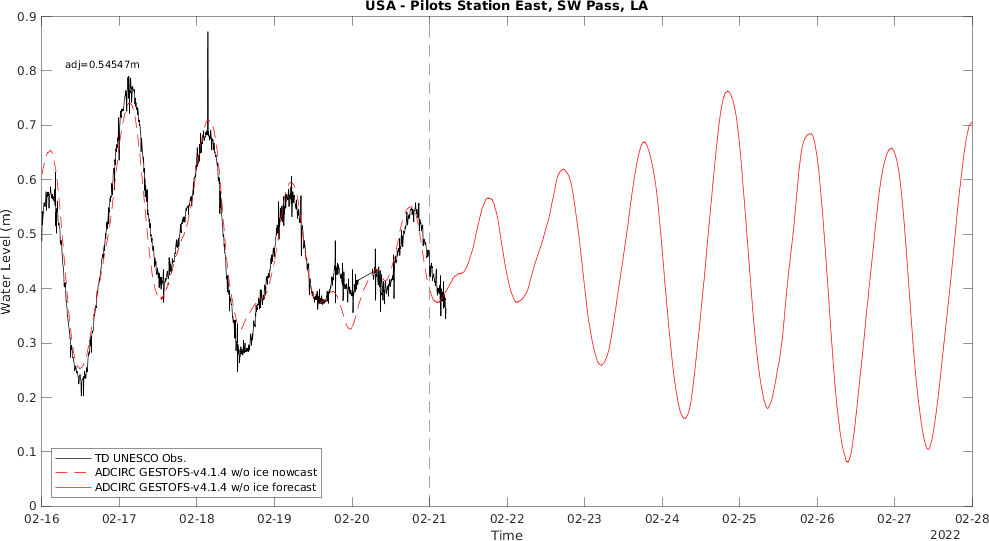 USA - Pilots Station East, SW Pass, LA
0.9
0.8
0.7
0.6
0.5
0.4
0.3
0.2
0.1
0
Water Level (m)
adj=0.54547m
TD UNESCO Obs.
ADCIRC GESTOFS-v4.1.4 w/o ice nowcast
ADCIRC GESTOFS-v4.1.4 w/o ice forecast
02-16 02-17 02-18 02-19 02-20 02-21 02-22 02-23 02-24 02-25 02-26 02-27 02-28
Time
2022